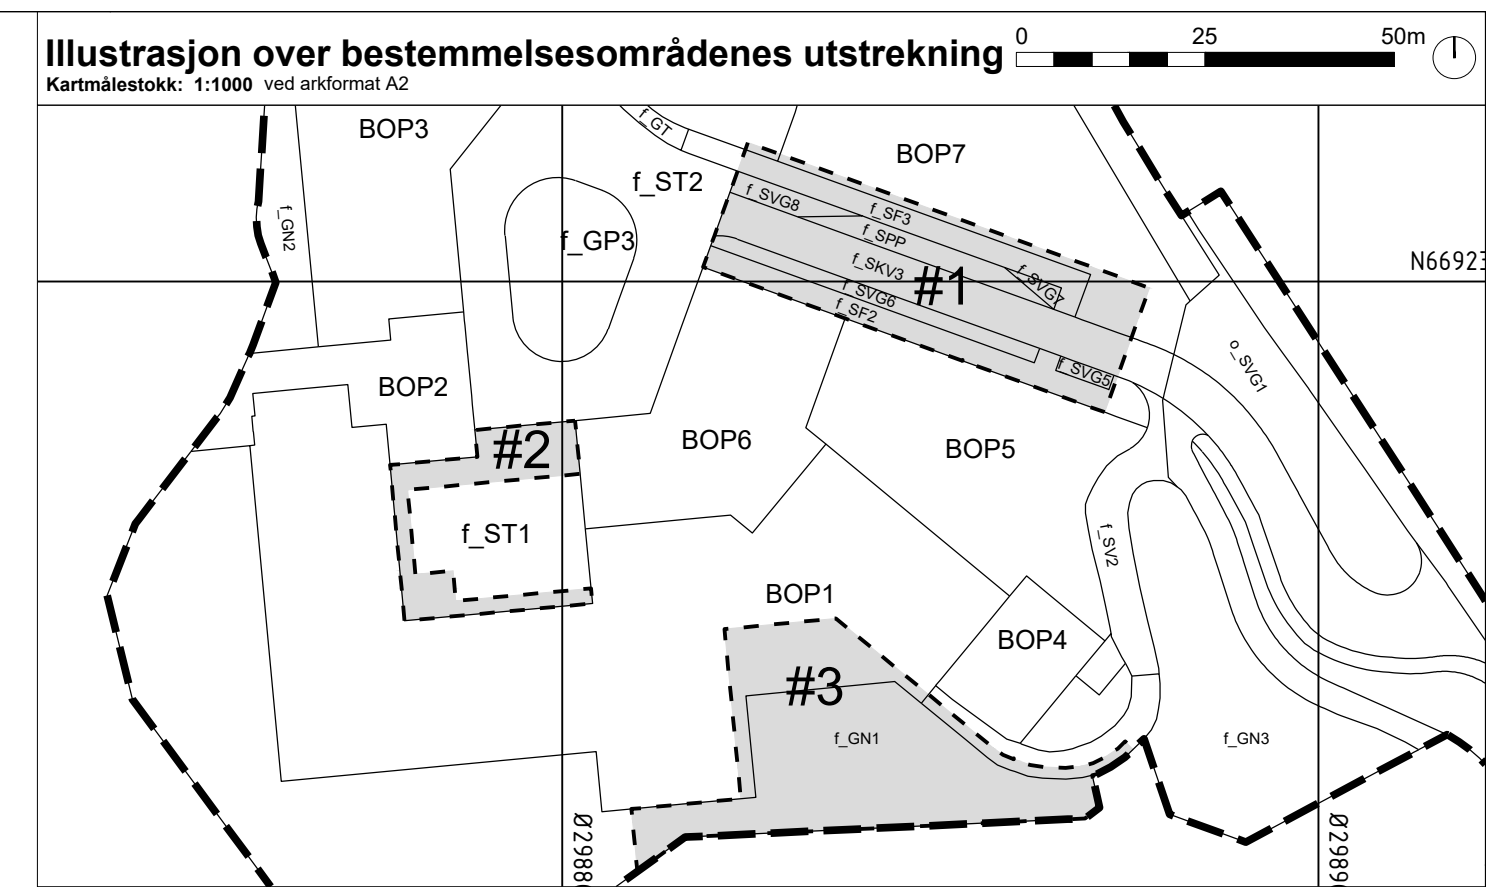 Illustrasjon over bestemmelsesområdenes utstrekning
0 25 50m
Kartmålestokk: 1:1000 ved arkformat A2
BOP3
f_GT
BOP7
f_ST2
f_SVG8
f_SF3
f_GN2
f_GP3
f_SPP
f_SKV3
N66923
#1
f_SVG7
f_SVG6
f_SF2
o_SVG1
f_SVG5
BOP2
BOP6
BOP5
#2
f_ST1
f_SV2
BOP1
BOP4
#3
f_GN1
f_GN3